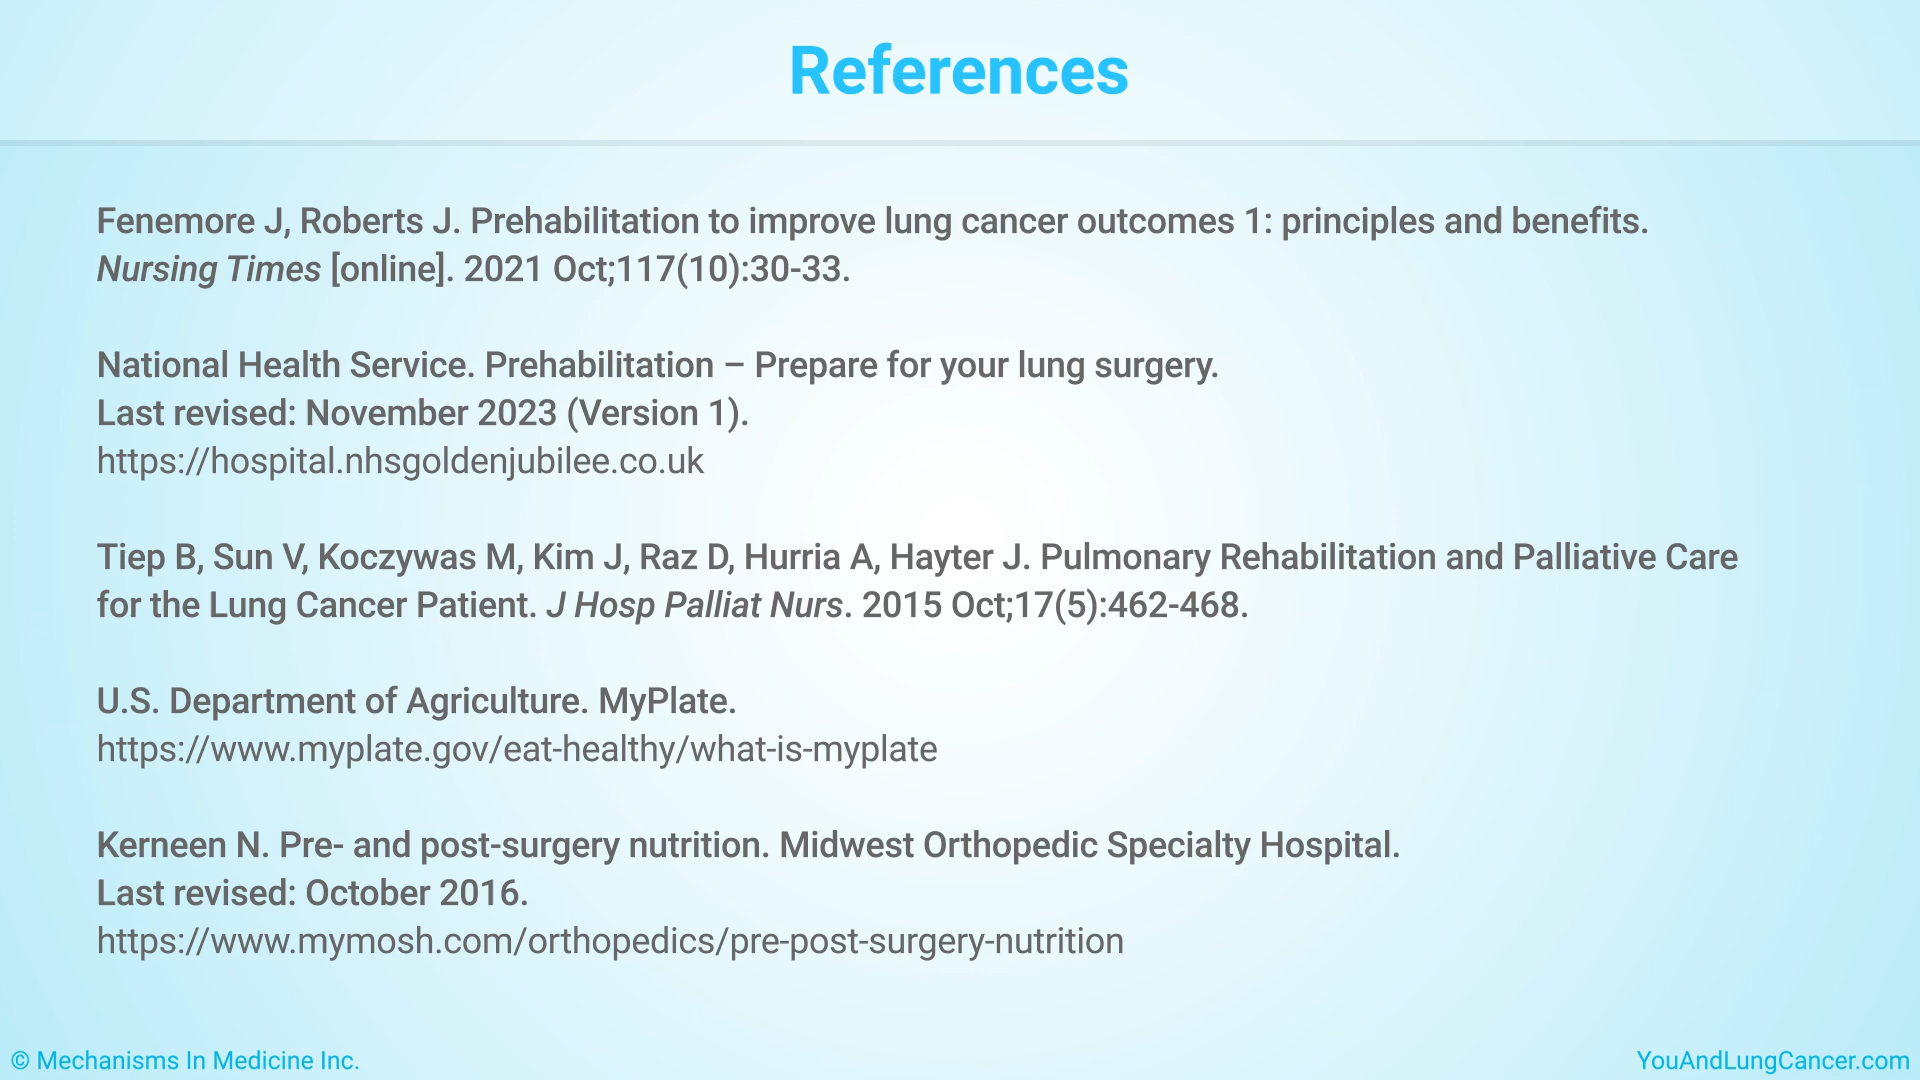 References
Fenemore J, Roberts J. Prehabilitation to improve lung cancer outcomes 1: principles and benefits.
Nursing Times [online]. 2021 Oct;117(10):30-33.
National Health Service. Prehabilitation – Prepare for your lung surgery.
Last revised: November 2023 (Version 1).
https://hospital.nhsgoldenjubilee.co.uk
Tiep B, Sun V, Koczywas M, Kim J, Raz D, Hurria A, Hayter J. Pulmonary Rehabilitation and Palliative Care
for the Lung Cancer Patient. J Hosp Palliat Nurs. 2015 Oct;17(5):462-468.
U.S. Department of Agriculture. MyPlate.
https://www.myplate.gov/eat-healthy/what-is-myplate
Kerneen N. Pre- and post-surgery nutrition. Midwest Orthopedic Specialty Hospital.
Last revised: October 2016.
https://www.mymosh.com/orthopedics/pre-post-surgery-nutrition
© Mechanisms In Medicine Inc.
YouAndLungCancer.com